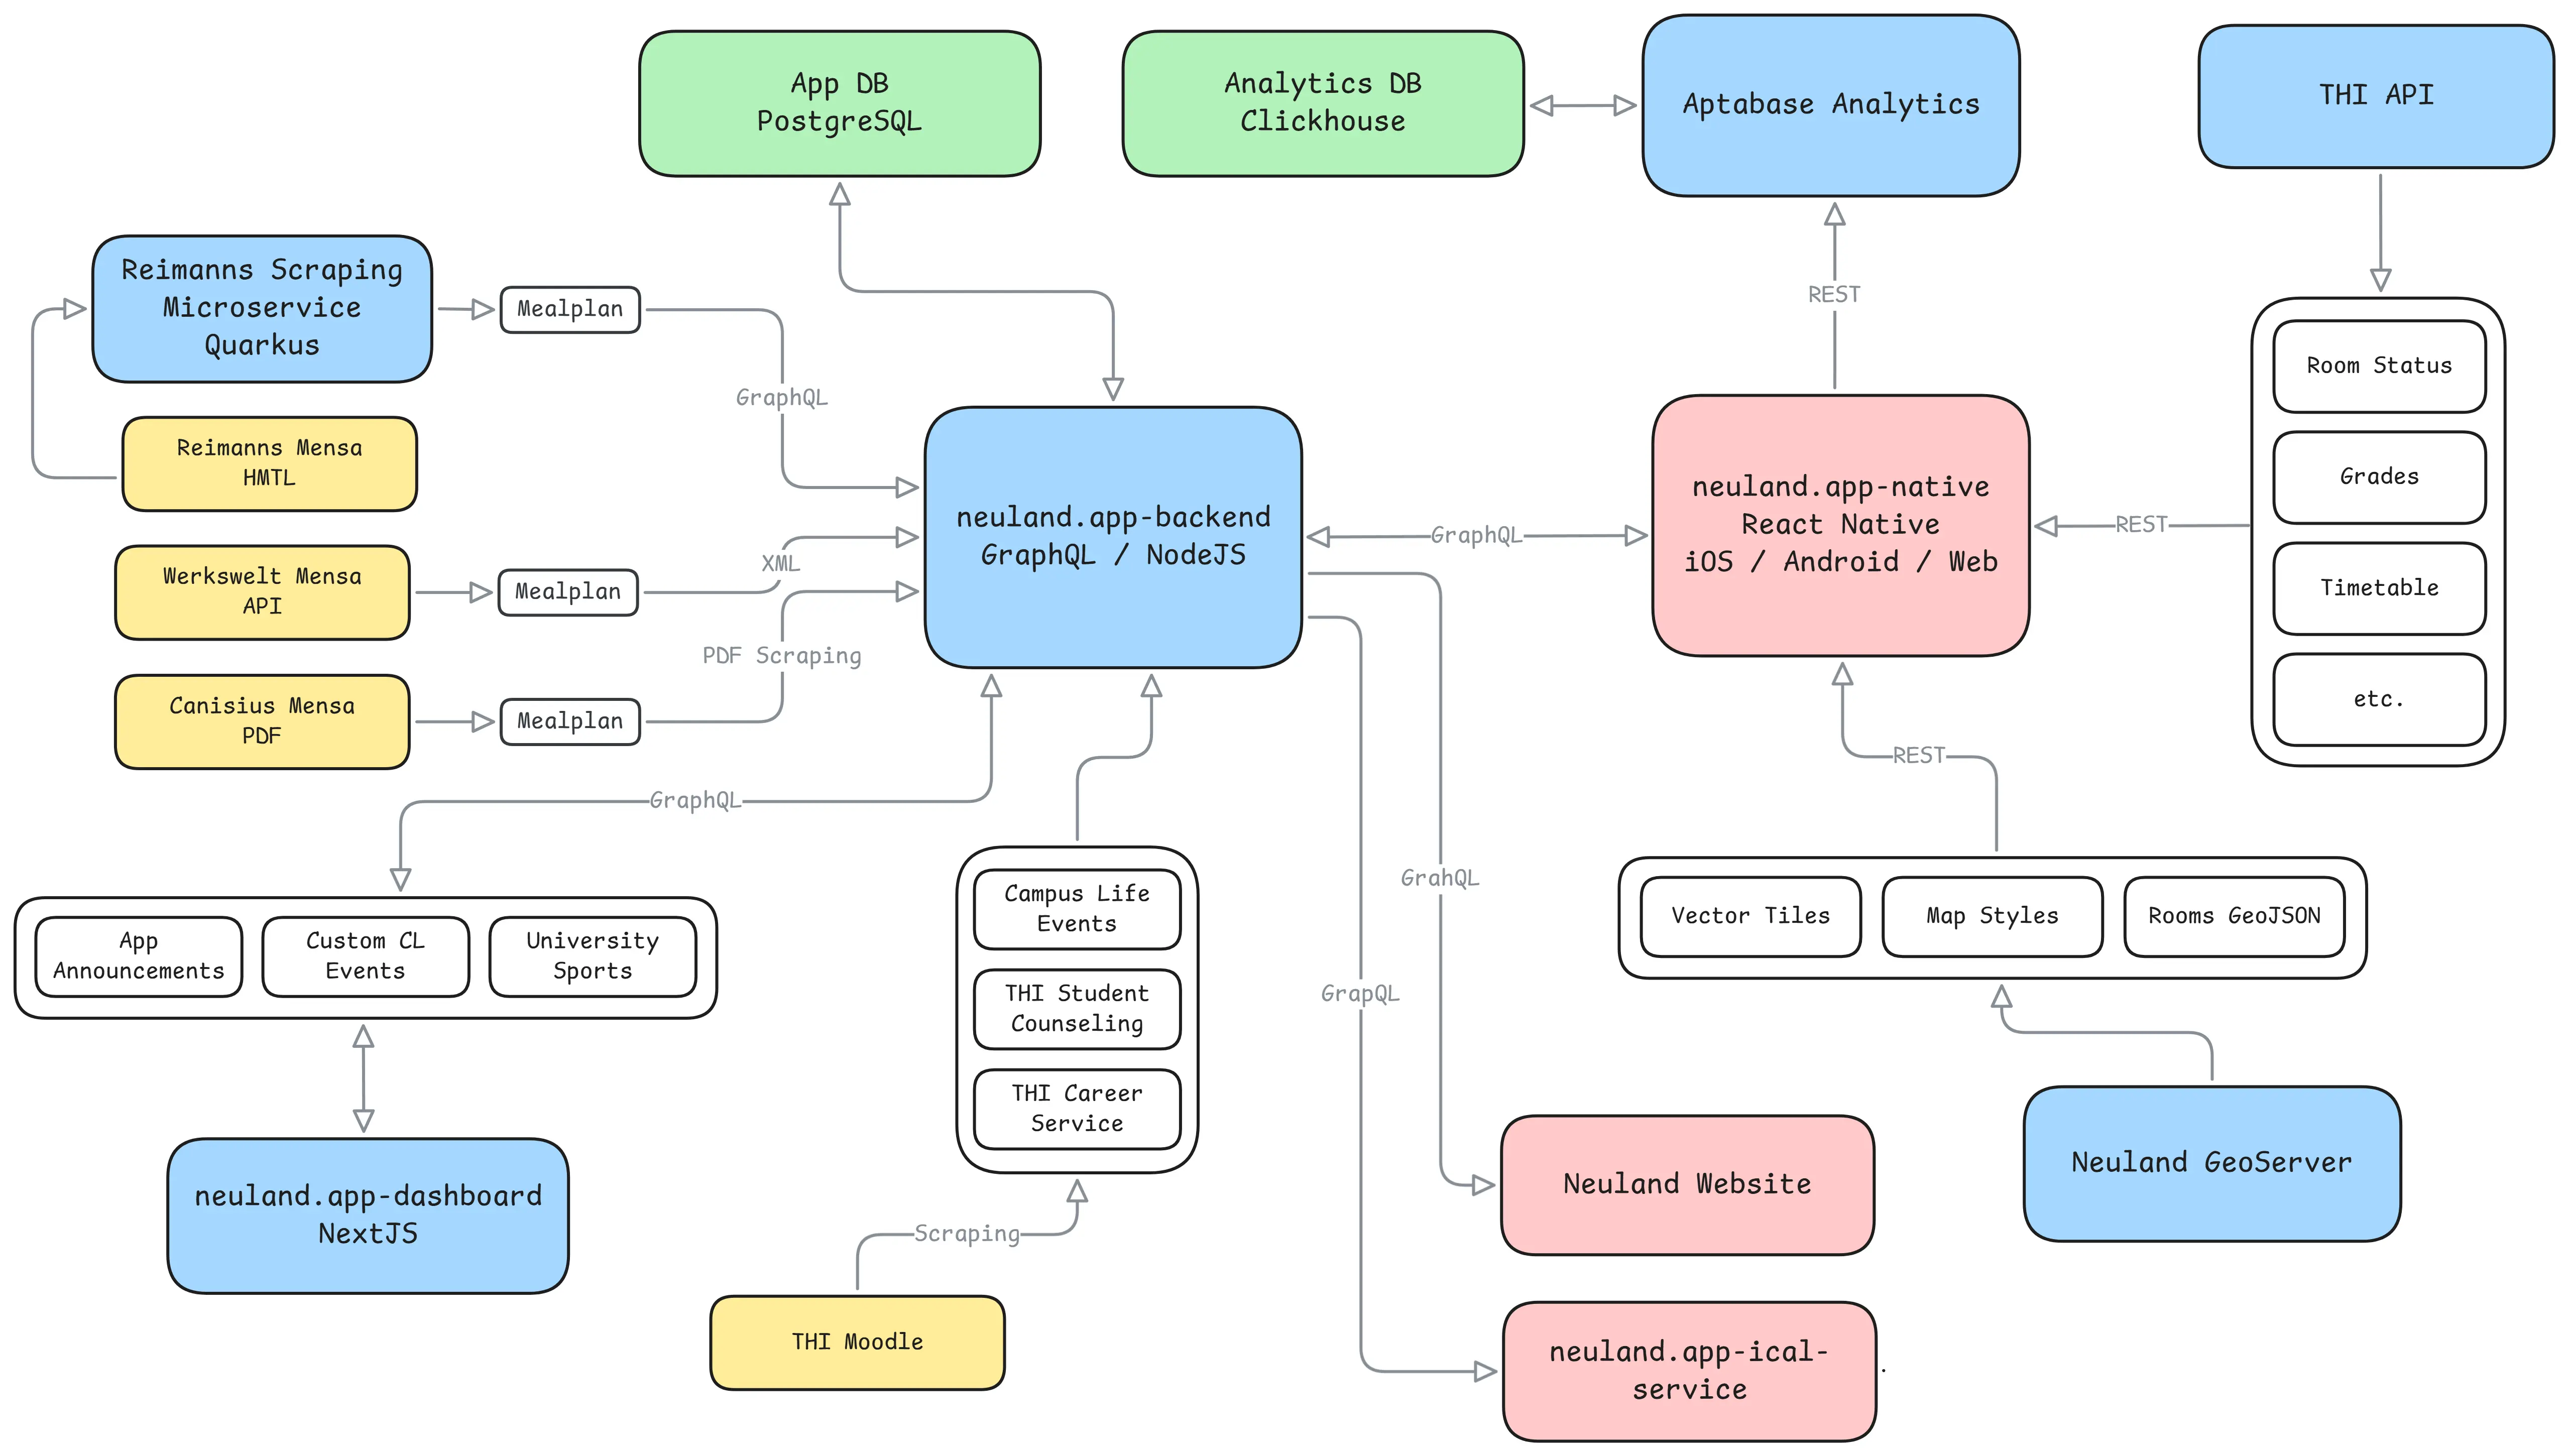 App DB
PostgreSQL
Analytics DB
Clickhouse
Aptabase Analytics
THI API
Reimanns Scraping
Microservice
Quarkus
Mealplan
GraphQL
REST
Room Status
Grades
Timetable
etc.
Reimanns Mensa
HMTL
Werkswelt Mensa
API
Mealplan
XML
Canisius Mensa
PDF
Mealplan
PDF Scraping
neuland.app-backend
GraphQL / NodeJS
GraphQL
neuland.app-native
React Native
iOS / Android / Web
REST
REST
GraphQL
App
Announcements
Custom CL
Events
University
Sports
neuland.app-dashboard
NextJS
Campus Life
Events
THI Student
Counseling
THI Career
Service
Scraping
THI Moodle
GrahQL
GrapQL
Vector Tiles
Map Styles
Rooms GeoJSON
Neuland GeoServer
Neuland Website
neuland.app-ical-
service
.